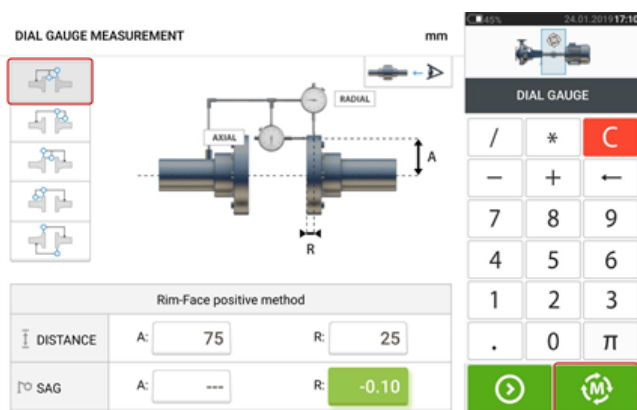 45% 24.01.2019 17:10
DIAL GAUGE MEASUREMENT mm
RADIAL
AXIAL
A
R
DIAL GAUGE
/ * C
− + ←
7 8 9
4 5 6
1 2 3
. 0 π
Rim-Face positive method
DISTANCE A: 75 R: 25
SAG A: --- R: -0.10
M